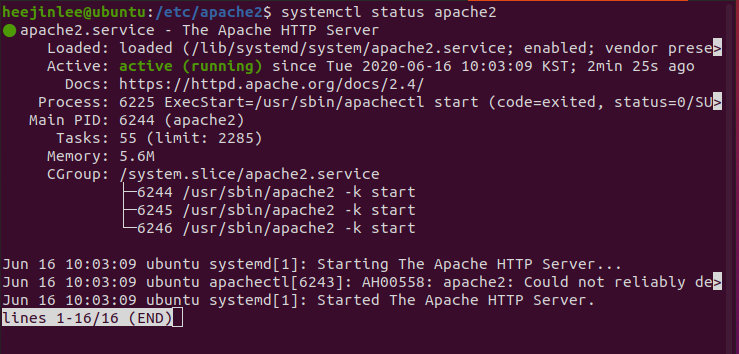 heejinlee@ubuntu:/etc/apache2$ systemctl status apache2
● apache2.service - The Apache HTTP Server
Loaded: loaded (/lib/systemd/system/apache2.service; enabled; vendor prese>
Active: active (running) since Tue 2020-06-16 10:03:09 KST; 2min 25s ago
Docs: https://httpd.apache.org/docs/2.4/
Process: 6225 ExecStart=/usr/sbin/apachectl start (code=exited, status=0/SU>
Main PID: 6244 (apache2)
Tasks: 55 (limit: 2285)
Memory: 5.6M
CGroup: /system.slice/apache2.service
├─6244 /usr/sbin/apache2 -k start
├─6245 /usr/sbin/apache2 -k start
└─6246 /usr/sbin/apache2 -k start
Jun 16 10:03:09 ubuntu systemd[1]: Starting The Apache HTTP Server...
Jun 16 10:03:09 ubuntu apachectl[6243]: AH00558: apache2: Could not reliably de>
Jun 16 10:03:09 ubuntu systemd[1]: Started The Apache HTTP Server.
lines 1-16/16 (END)